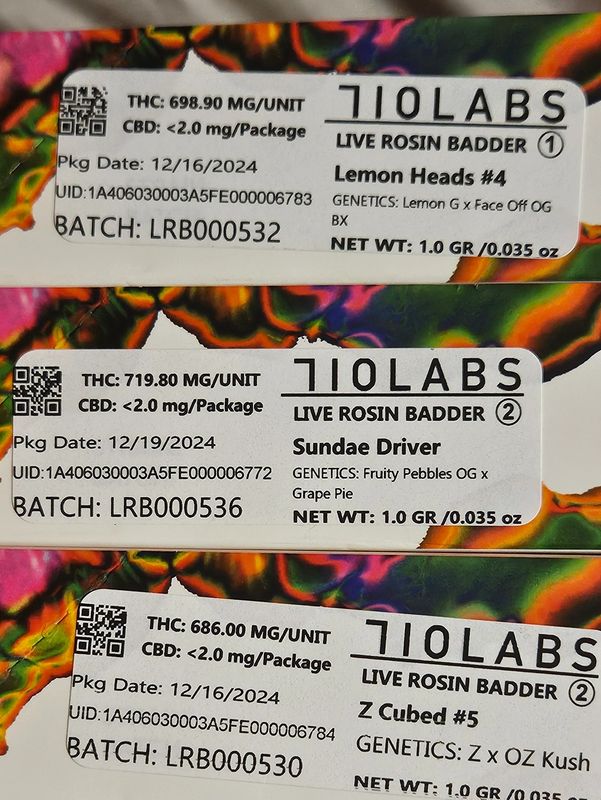 THC: 698.90 MG/UNIT
CBD: <2.0 mg/Package
Pkg Date: 12/16/2024
UID:1A406030003A5FE000006783
BATCH: LRB000532
710LABS
LIVE ROSIN BADDER 1
Lemon Heads #4
GENETICS: Lemon G x Face Off OG
BX
NET WT: 1.0 GR /0.035 oz
THC: 719.80 MG/UNIT
CBD: <2.0 mg/Package
Pkg Date: 12/19/2024
UID:1A406030003A5FE000006772
BATCH: LRB000536
710LABS
LIVE ROSIN BADDER 2
Sundae Driver
GENETICS: Fruity Pebbles OG x
Grape Pie
NET WT: 1.0 GR /0.035 oz
THC: 686.00 MG/UNIT
CBD: <2.0 mg/Package
Pkg Date: 12/16/2024
UID:1A406030003A5FE000006784
BATCH: LRB000530
710LABS
LIVE ROSIN BADDER 2
Z Cubed #5
GENETICS: Z x OZ Kush
NET WT: 1.0 GR /0.035 oz